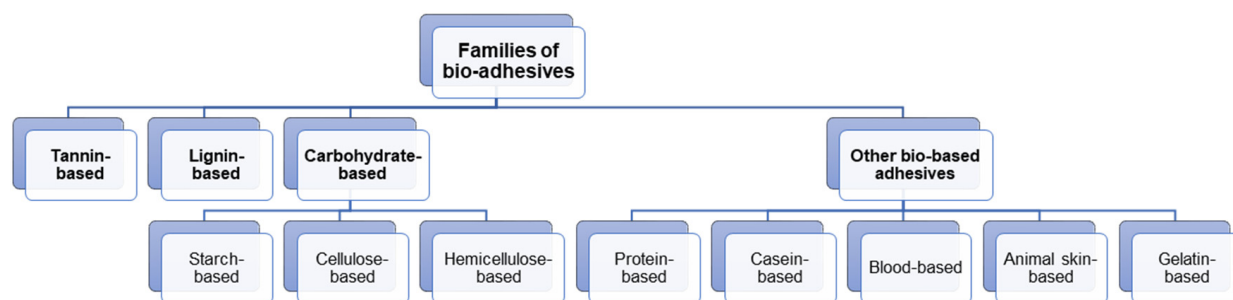 Families of
bio-adhesives
Tannin-
based
Lignin-
based
Carbohydrate-
based
Other bio-based
adhesives
Starch-
based
Cellulose-
based
Hemicellulose-
based
Protein-
based
Casein-
based
Blood-based
Animal skin-
based
Gelatin-
based